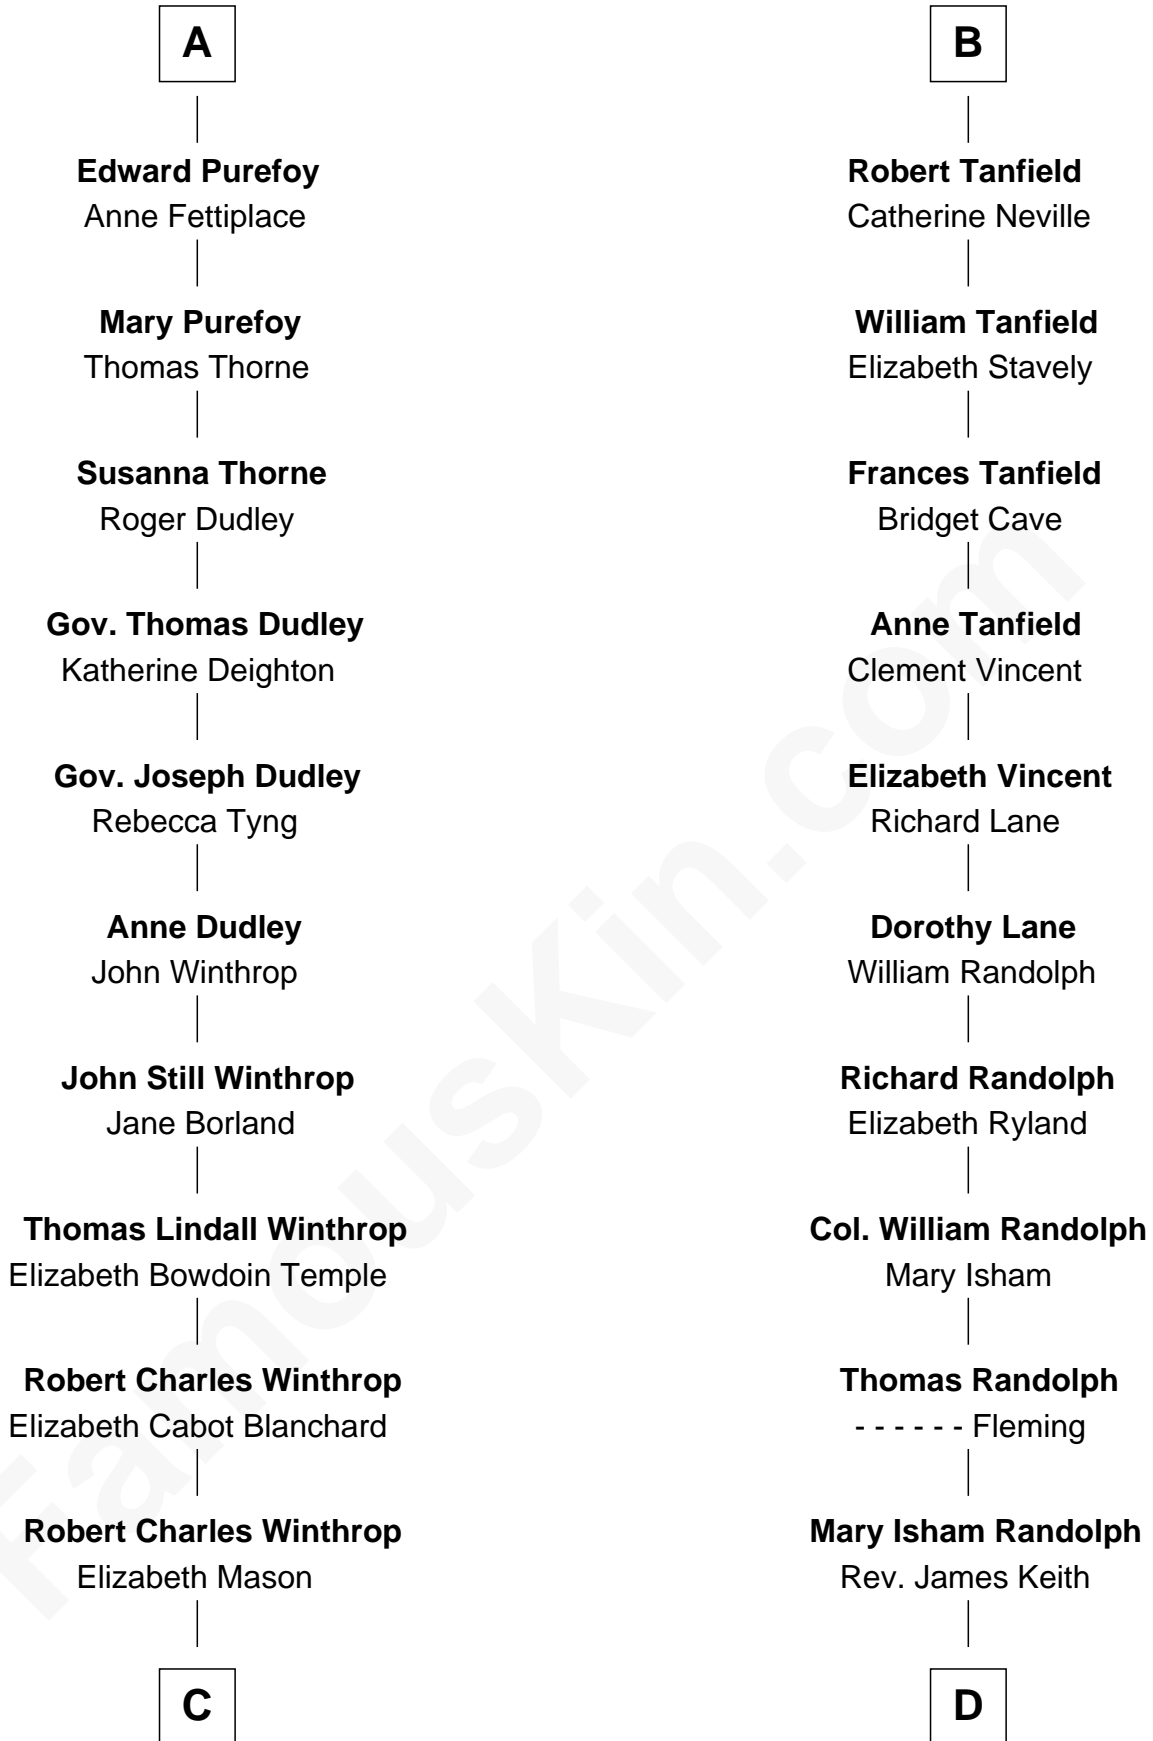 A
Edward Purefoy
Anne Fettiplace
Mary Purefoy
Thomas Thorne
Susanna Thorne
Roger Dudley
Gov. Thomas Dudley
Katherine Deighton
Gov. Joseph Dudley
Rebecca Tyng
Anne Dudley
John Winthrop
John Still Winthrop
Jane Borland
Thomas Lindall Winthrop
Elizabeth Bowdoin Temple
Robert Charles Winthrop
Elizabeth Cabot Blanchard
Robert Charles Winthrop
Elizabeth Mason
C
B
Robert Tanfield
Catherine Neville
William Tanfield
Elizabeth Stavely
Frances Tanfield
Bridget Cave
Anne Tanfield
Clement Vincent
Elizabeth Vincent
Richard Lane
Dorothy Lane
William Randolph
Richard Randolph
Elizabeth Ryland
Col. William Randolph
Mary Isham
Thomas Randolph
- - - - - - Fleming
Mary Isham Randolph
Rev. James Keith
D
FamousKin.com